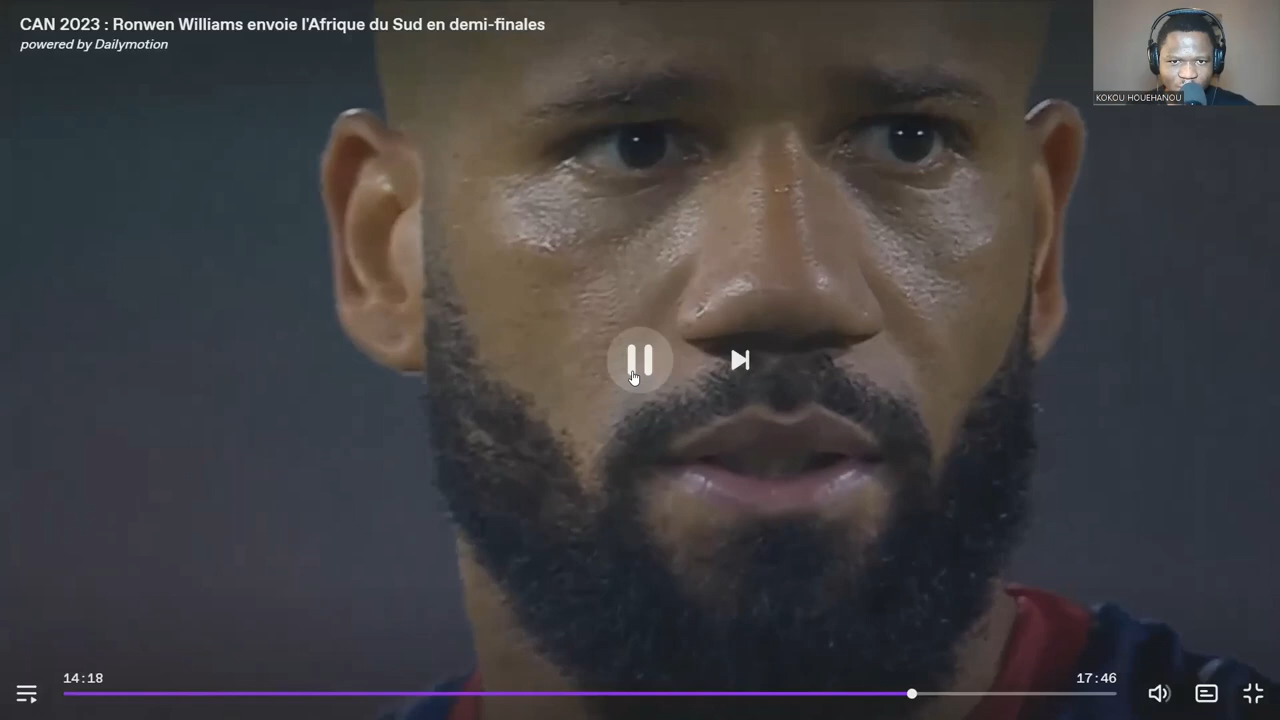 CAN 2023 : Ronwen Williams envoie l'Afrique du Sud en demi-finales
powered by Dailymotion
KOKOU HOUEHANOU
14:18
17:46